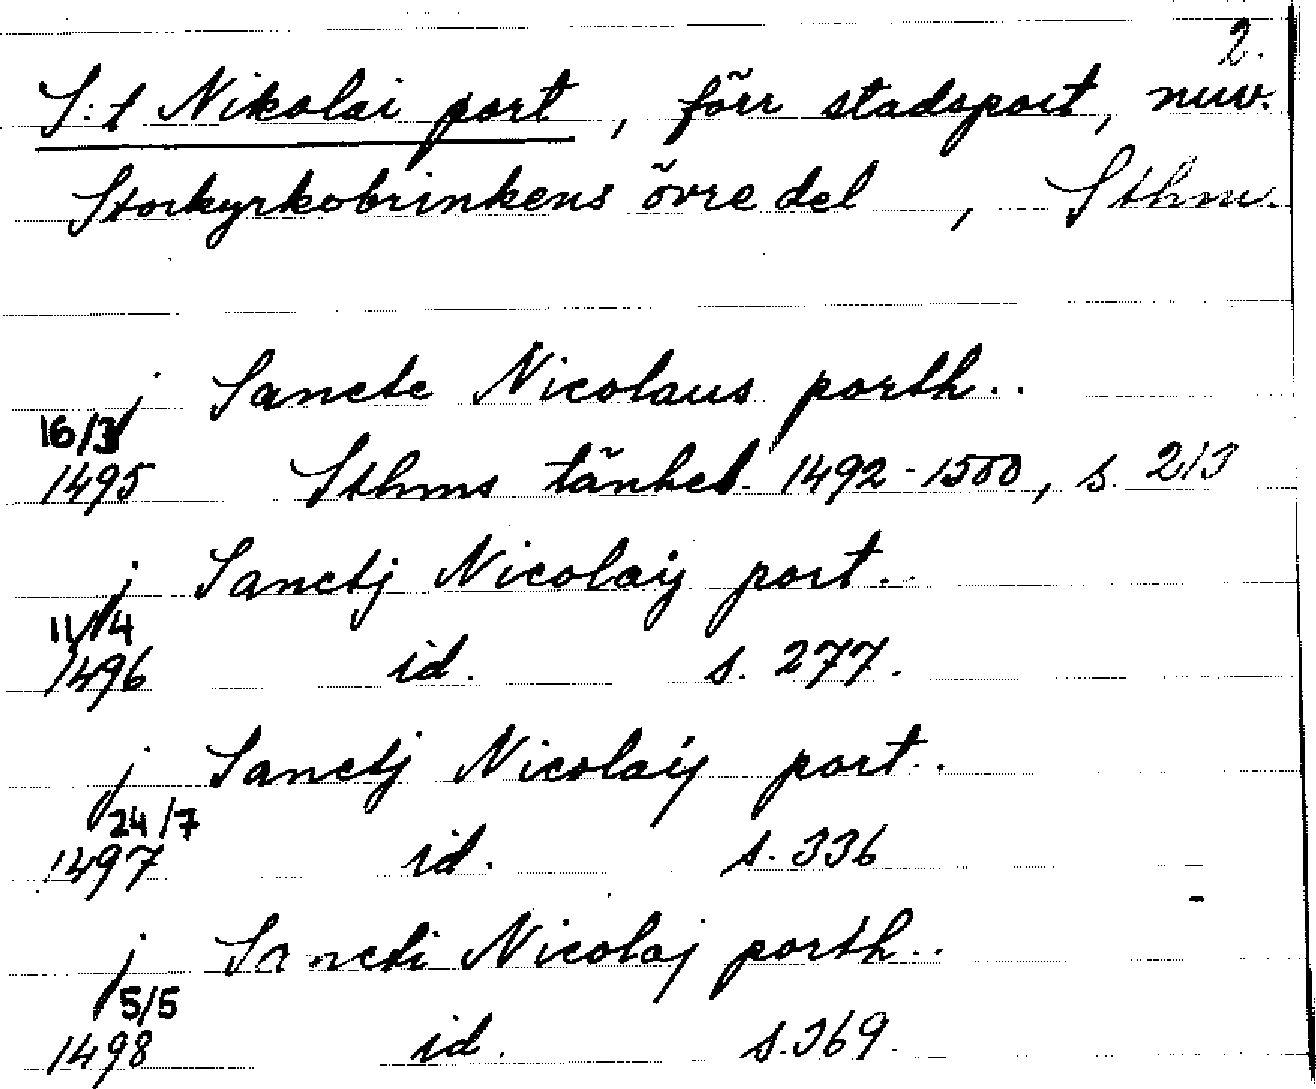 2.
S:t Nikolai port, förr stadsport, nuv.
Storkyrkobrinkens övre del, Sthm.
j Sancte Nicolaus porth..
16/3
1495 Sthms tänkeb. 1492-1500, s. 213
j Sanctj Nicolaij port..
11/4
1496 id. s. 277.
j Sanctj Nicolaij port..
24/7
1497 id. s. 336
j Sancti Nicolaj porth..
5/5
1498 id. s. 369.